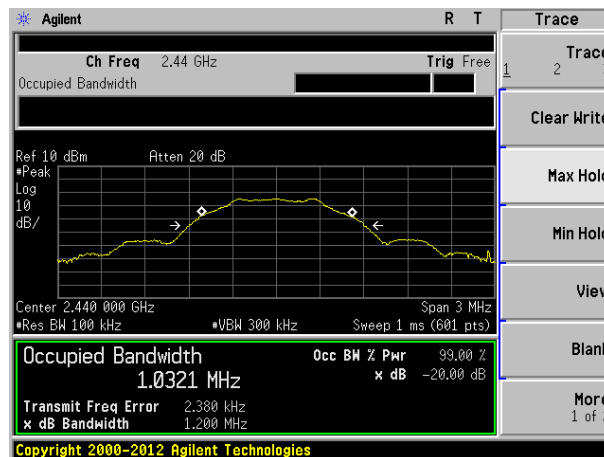 Agilent R T Trace
Ch Freq 2.44 GHz Trig Free
Occupied Bandwidth
Trace
1 2
Clear Write
Max Hold
Min Hold
View
Blank
More
1 of
Ref 10 dBm Atten 20 dB
#Peak
Log
10
dB/
Center 2.440 000 GHz Span 3 MHz
#Res BW 100 kHz #VBW 300 kHz Sweep 1 ms (601 pts)
Occupied Bandwidth Occ BW % Pwr 99.00 %
1.0321 MHz x dB -20.00 dB
Transmit Freq Error 2.380 kHz
x dB Bandwidth 1.200 MHz
Copyright 2000-2012 Agilent Technologies